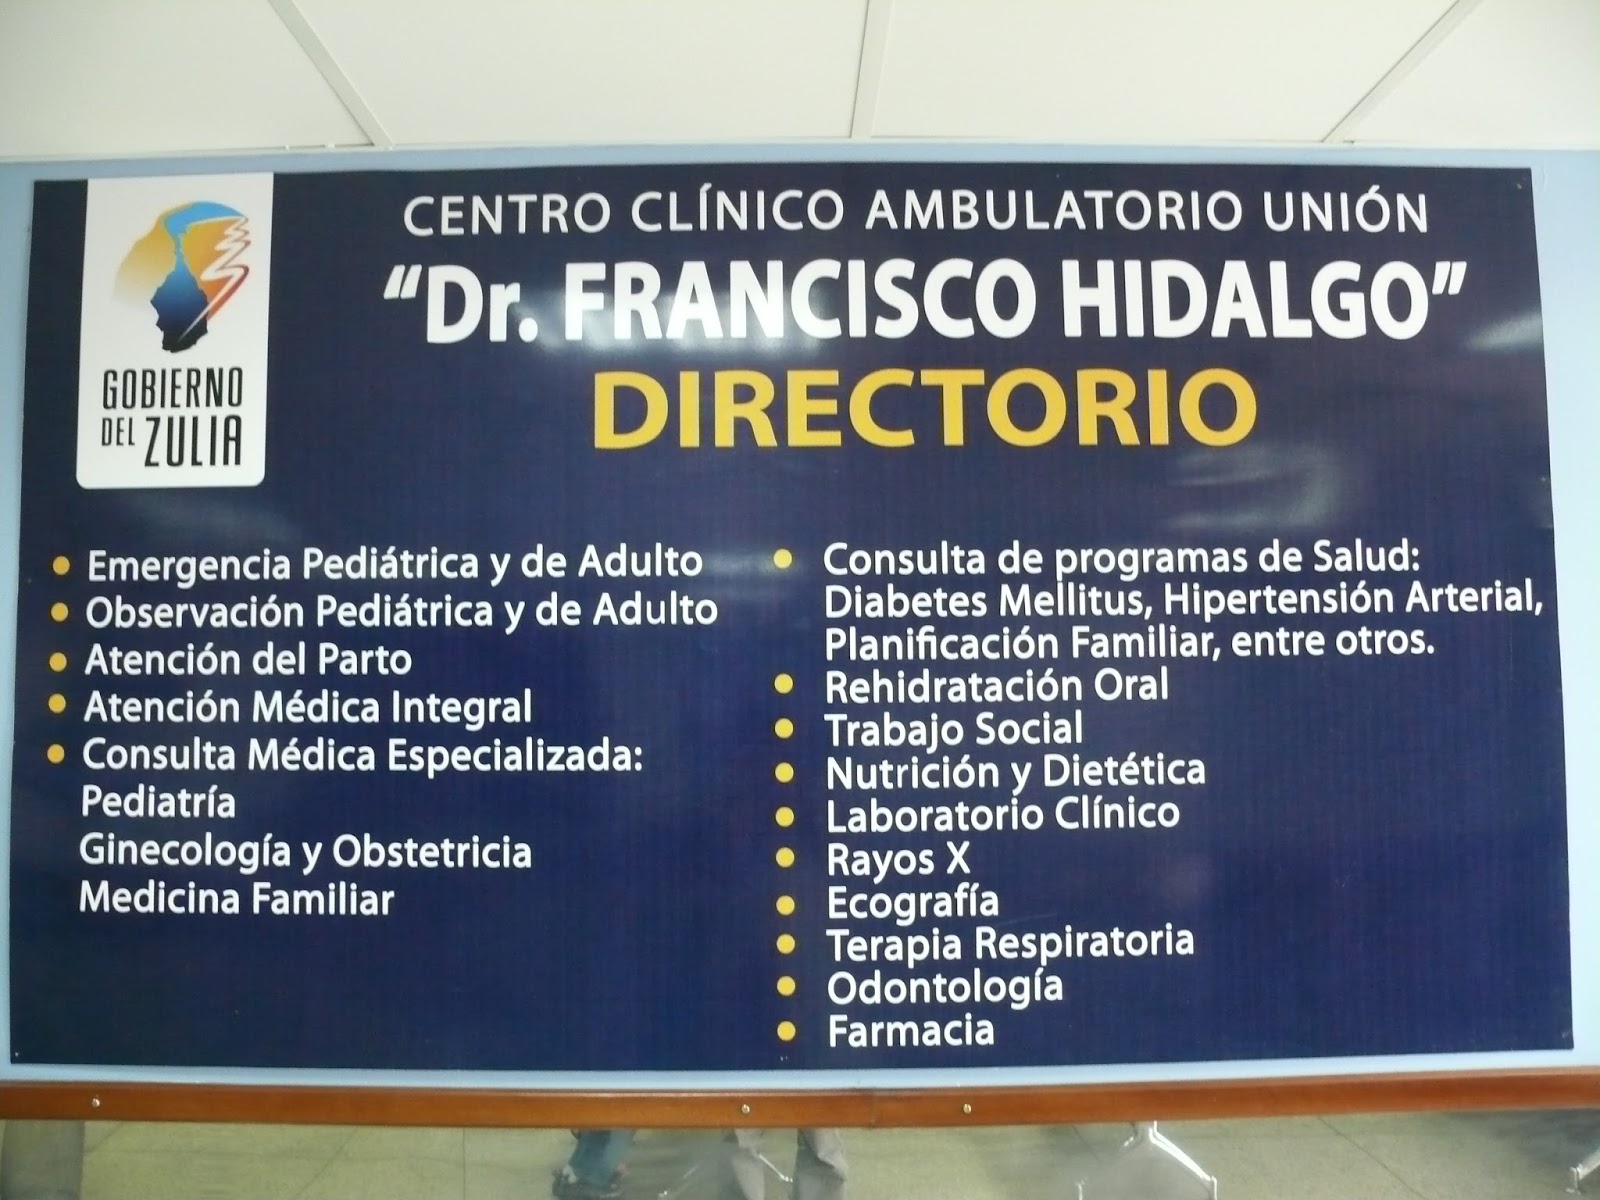 GOBIERNO
DEL ZULIA
CENTRO CLÍNICO AMBULATORIO UNIÓN
“Dr. FRANCISCO HIDALGO”
DIRECTORIO
• Emergencia Pediátrica y de Adulto
• Observación Pediátrica y de Adulto
• Atención del Parto
• Atención Médica Integral
• Consulta Médica Especializada:
Pediatría
Ginecología y Obstetricia
Medicina Familiar
• Consulta de programas de Salud:
Diabetes Mellitus, Hipertensión Arterial,
Planificación Familiar, entre otros.
• Rehidratación Oral
• Trabajo Social
• Nutrición y Dietética
• Laboratorio Clínico
• Rayos X
• Ecografía
• Terapia Respiratoria
• Odontología
• Farmacia